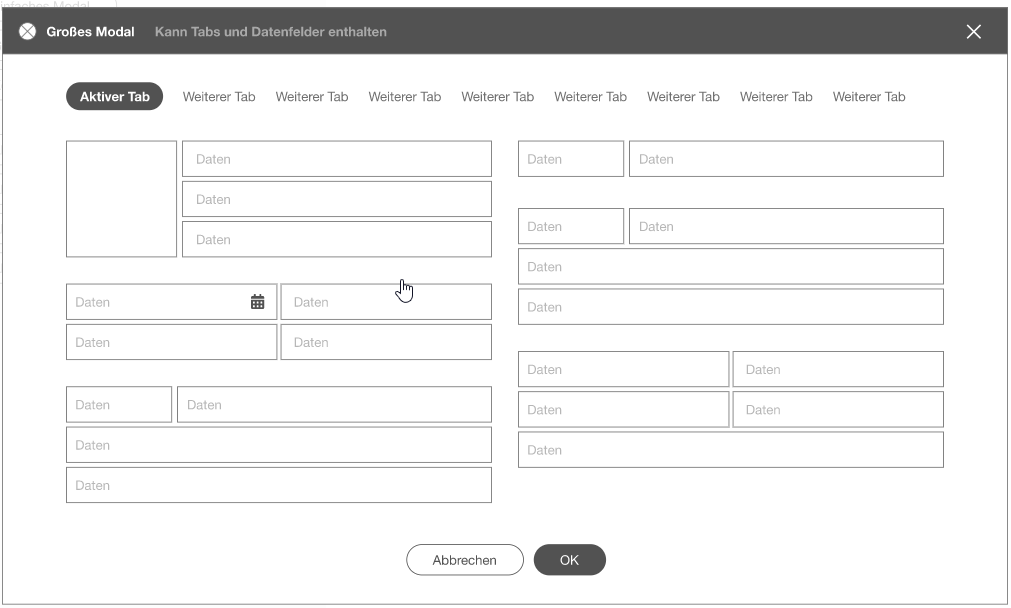 Einfaches Modal
Großes Modal Kann Tabs und Datenfelder enthalten
Aktiver Tab Weiterer Tab Weiterer Tab Weiterer Tab Weiterer Tab Weiterer Tab Weiterer Tab Weiterer Tab Weiterer Tab
Daten
Daten
Daten
Daten Daten
Daten Daten
Daten Daten
Daten
Daten
Daten Daten
Daten Daten
Daten
Daten
Daten Daten
Daten Daten
Daten
Abbrechen OK